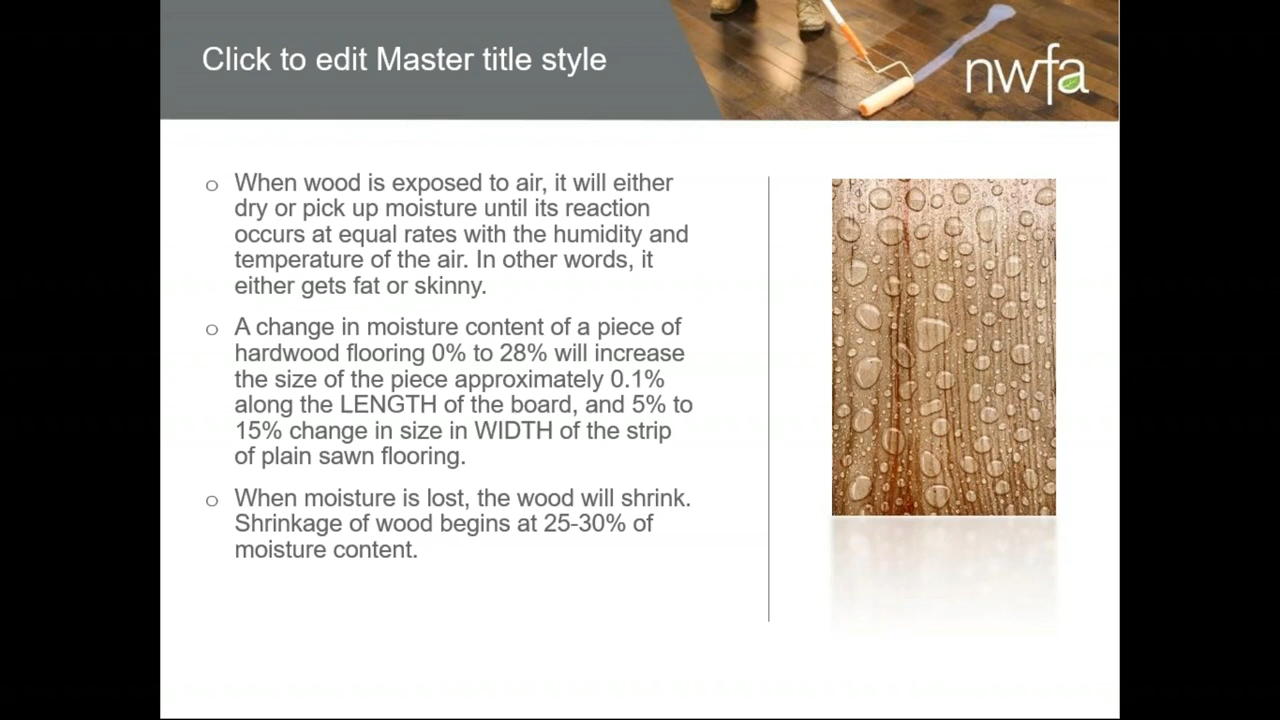 Click to edit Master title style
nwfa
o When wood is exposed to air, it will either
dry or pick up moisture until its reaction
occurs at equal rates with the humidity and
temperature of the air. In other words, it
either gets fat or skinny.
o A change in moisture content of a piece of
hardwood flooring 0% to 28% will increase
the size of the piece approximately 0.1%
along the LENGTH of the board, and 5% to
15% change in size in WIDTH of the strip
of plain sawn flooring.
o When moisture is lost, the wood will shrink.
Shrinkage of wood begins at 25-30% of
moisture content.